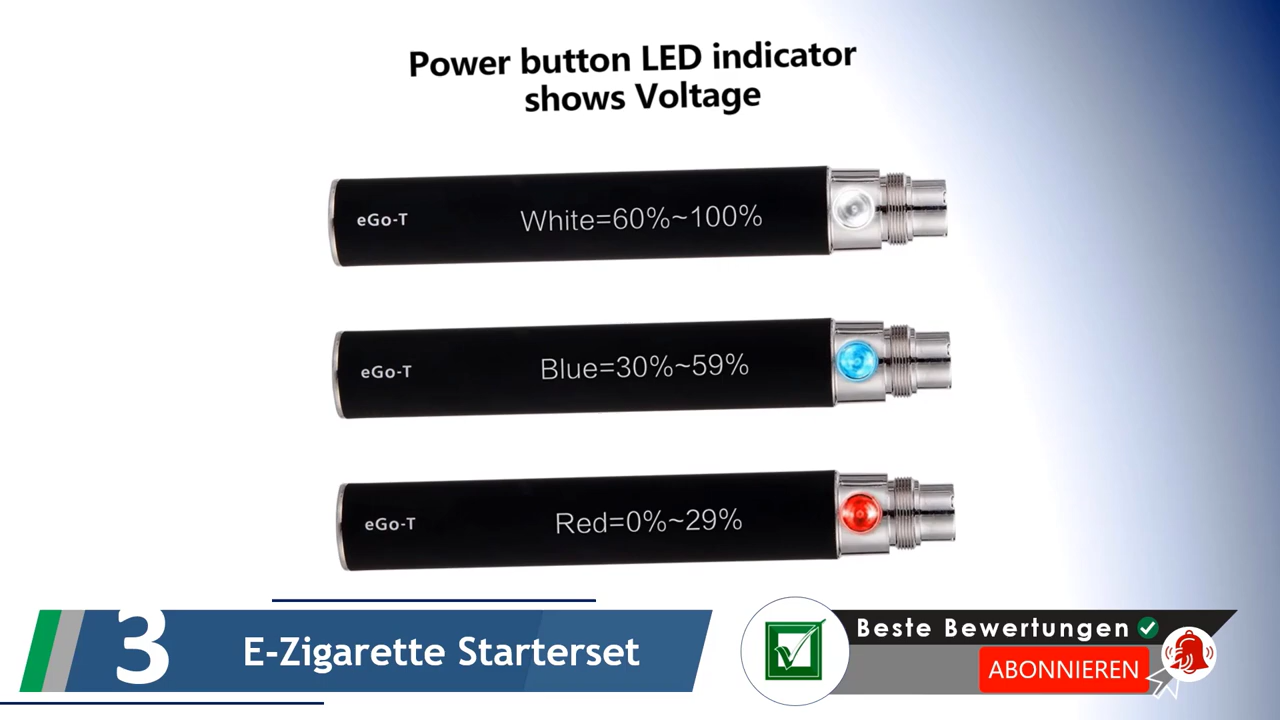 Power button LED indicator
shows Voltage
eGo-T
White=60%~100%
eGo-T
Blue=30%~59%
eGo-T
Red=0%~29%
3
E-Zigarette Starterset
Beste Bewertungen
ABONNIEREN